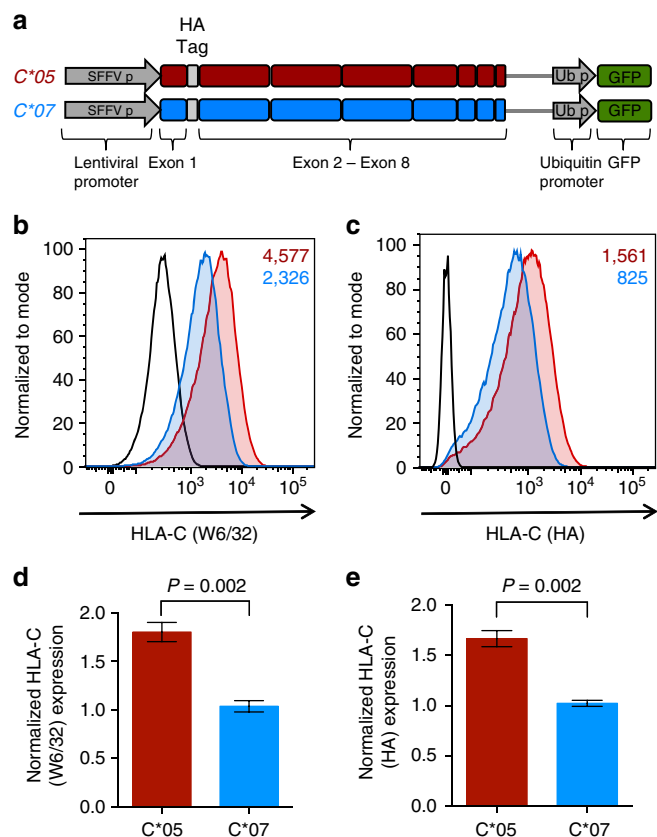 a
HA
Tag
C*05 SFFV p Ub p GFP
C*07 SFFV p Ub p GFP
Lentiviral promoter
Exon 1
Exon 2 – Exon 8
Ubiquitin promoter
GFP
b
Normalized to mode
100
80
60
40
20
0
4,577
2,326
0 10³ 10⁴ 10⁵
HLA-C (W6/32)
c
Normalized to mode
100
80
60
40
20
0
1,561
825
0 10³ 10⁴ 10⁵
HLA-C (HA)
d
P = 0.002
Normalized HLA-C
(W6/32) expression
2.0
1.5
1.0
0.5
0.0
C*05 C*07
e
P = 0.002
Normalized HLA-C
(HA) expression
2.0
1.5
1.0
0.5
0.0
C*05 C*07